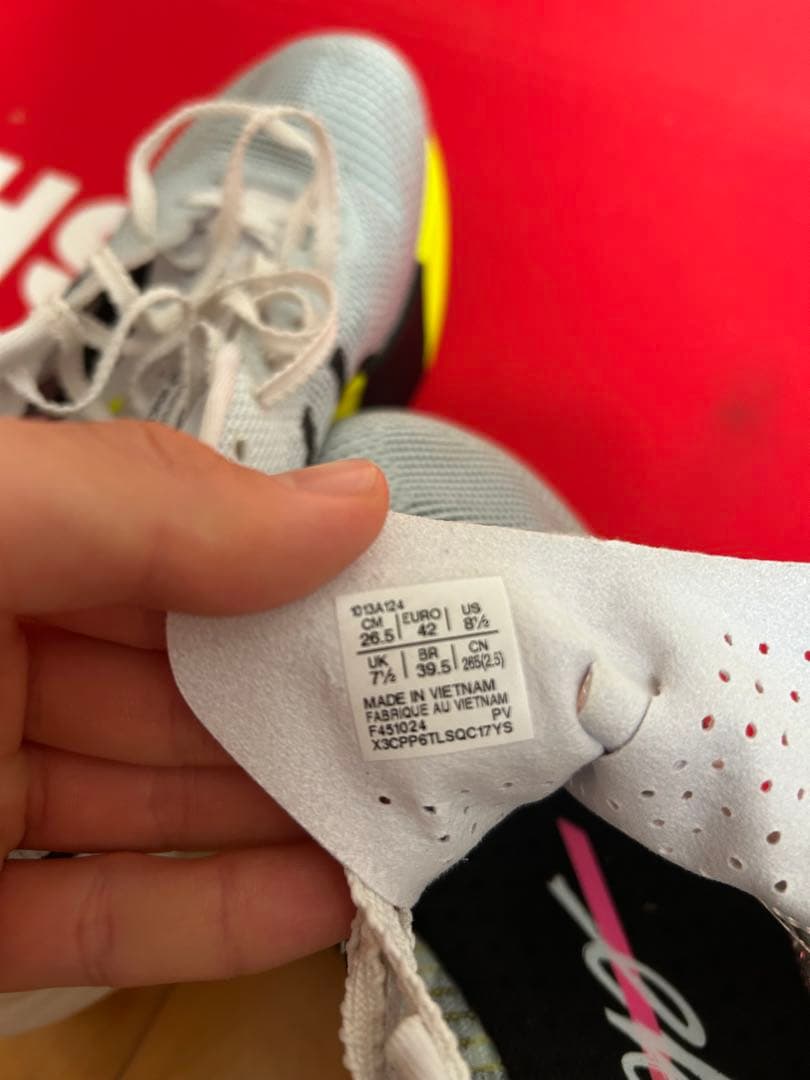 1013A124
CM EURO US
26.5 42 8½
UK BR CN
7½ 39.5 265(2.5)
MADE IN VIETNAM
FABRIQUE AU VIETNAM
F451024 PV
X3CPP6TLSQC17YS